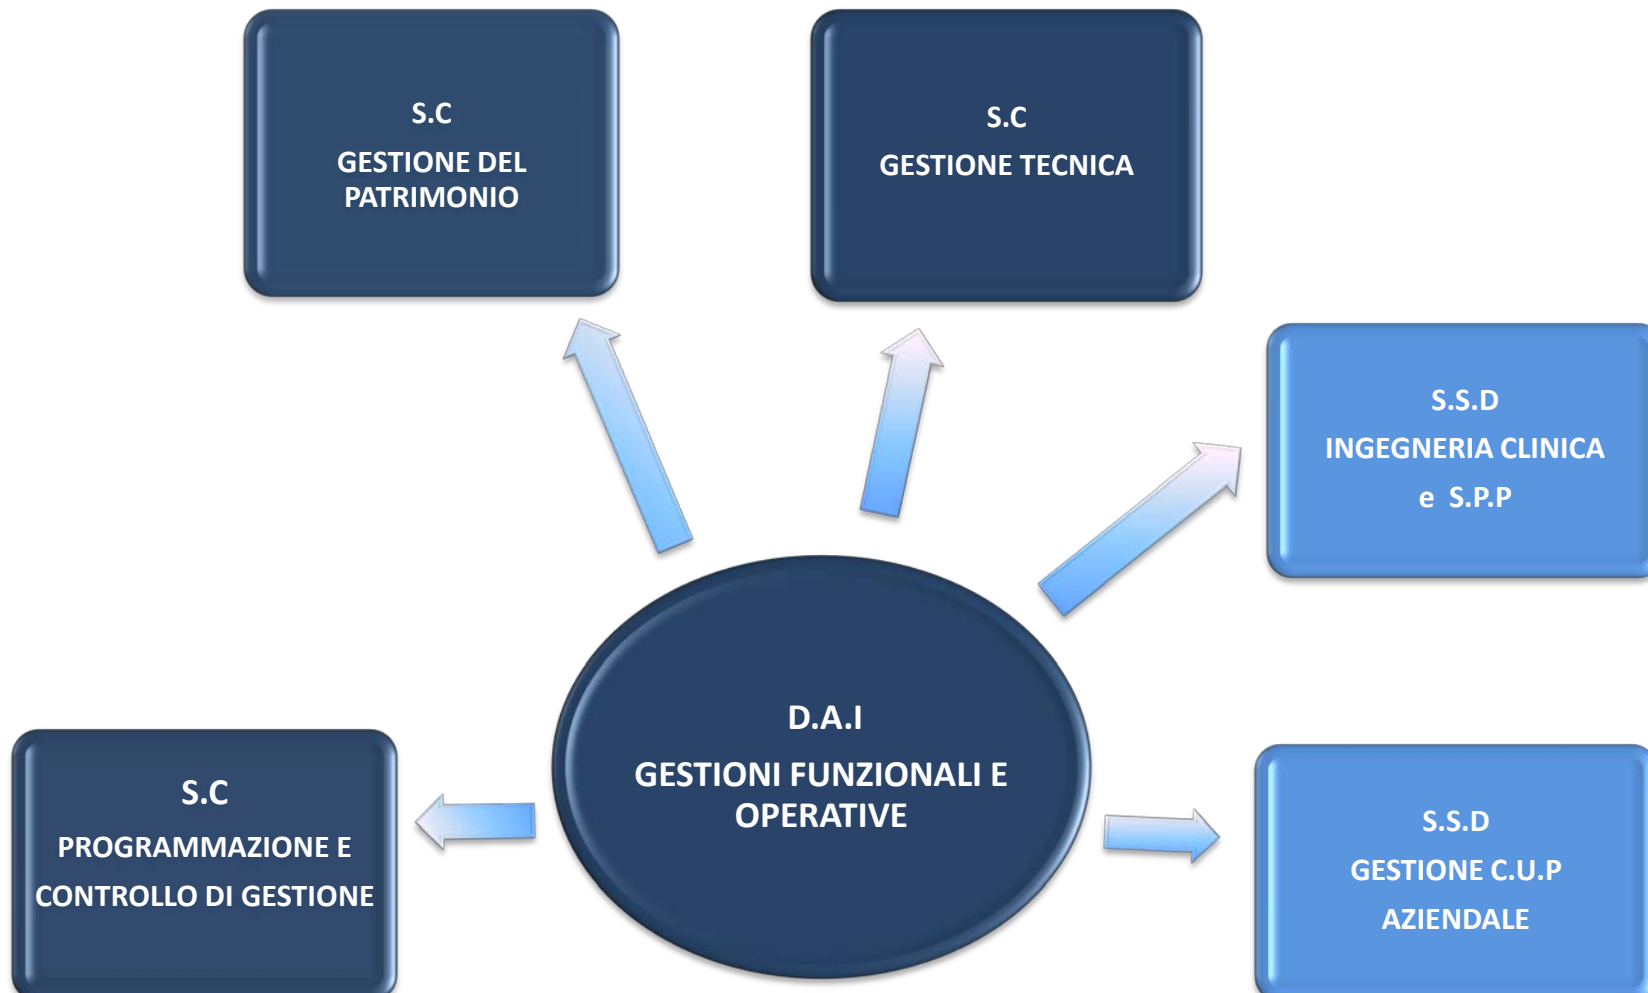 S.C
GESTIONE DEL
PATRIMONIO
S.C
GESTIONE TECNICA
S.S.D
INGEGNERIA CLINICA
e S.P.P
D.A.I
GESTIONI FUNZIONALI E
OPERATIVE
S.C
PROGRAMMAZIONE E
CONTROLLO DI GESTIONE
S.S.D
GESTIONE C.U.P
AZIENDALE